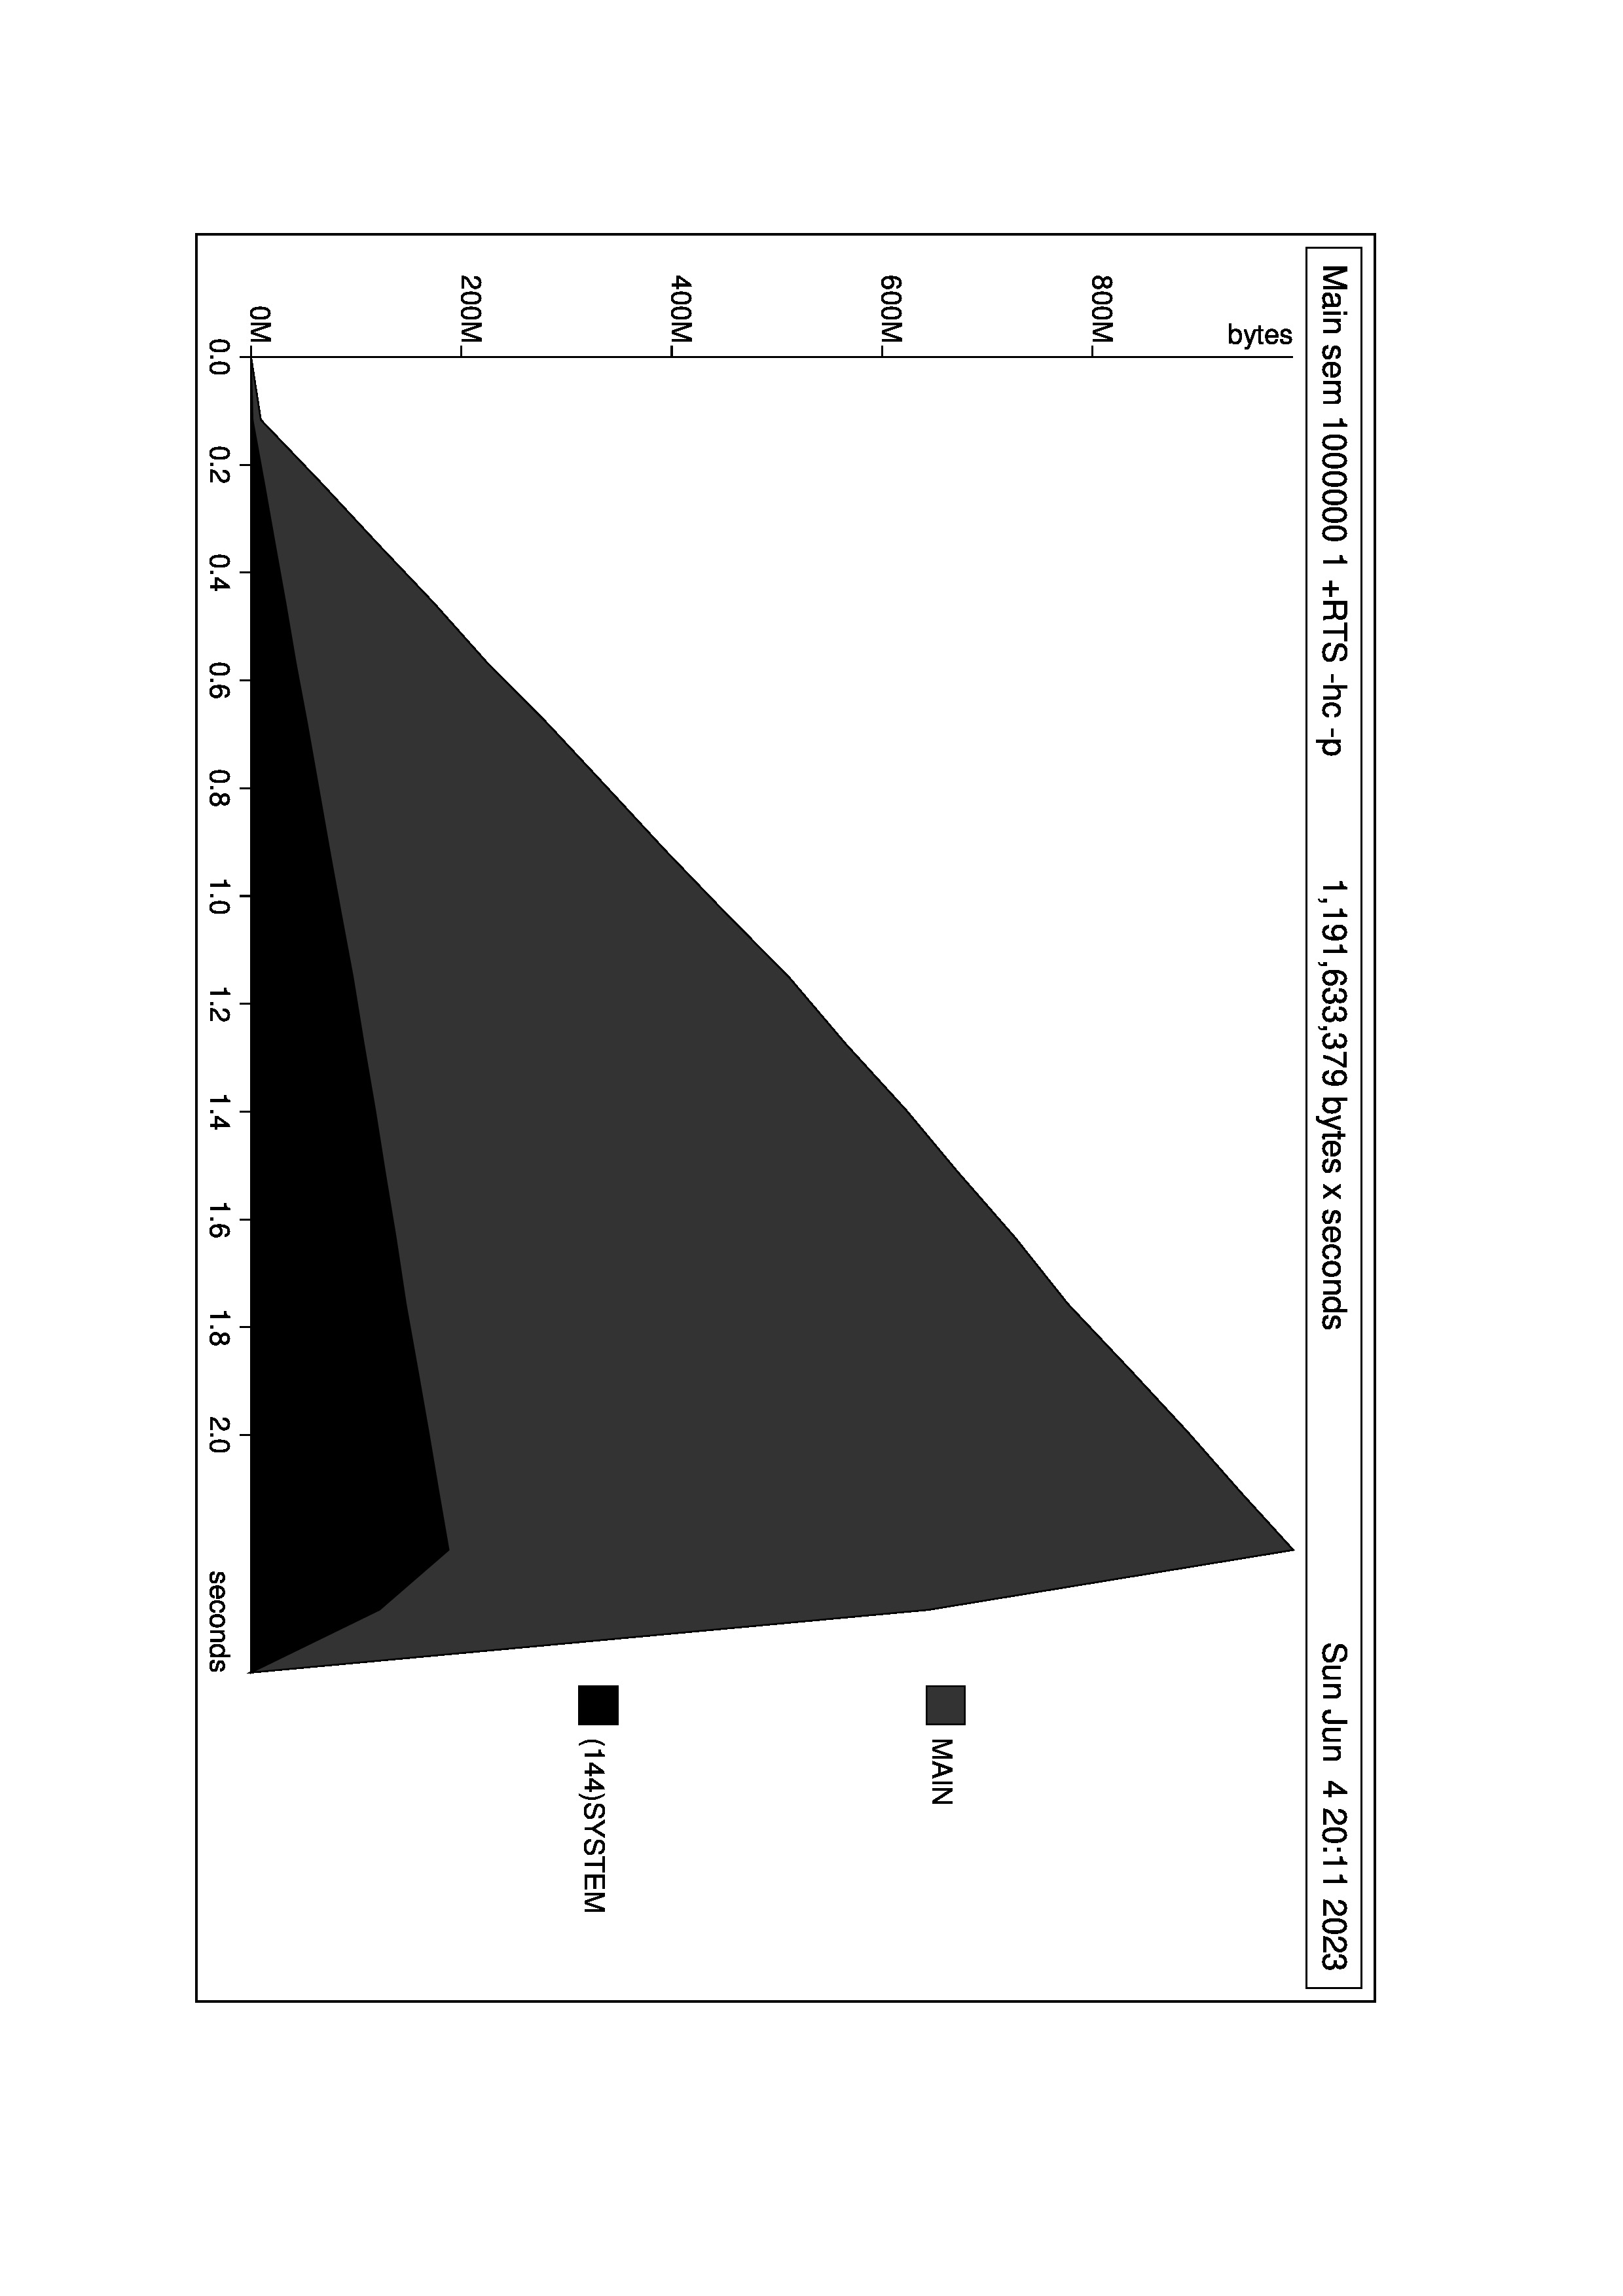 Main sem 1000000 1 +RTS -hc -p 1,191,633,379 bytes x seconds Sun Jun 4 20:11 2023
bytes
800M
600M
400M
200M
0M
0.0 0.2 0.4 0.6 0.8 1.0 1.2 1.4 1.6 1.8 2.0 seconds
MAIN
(144)SYSTEM